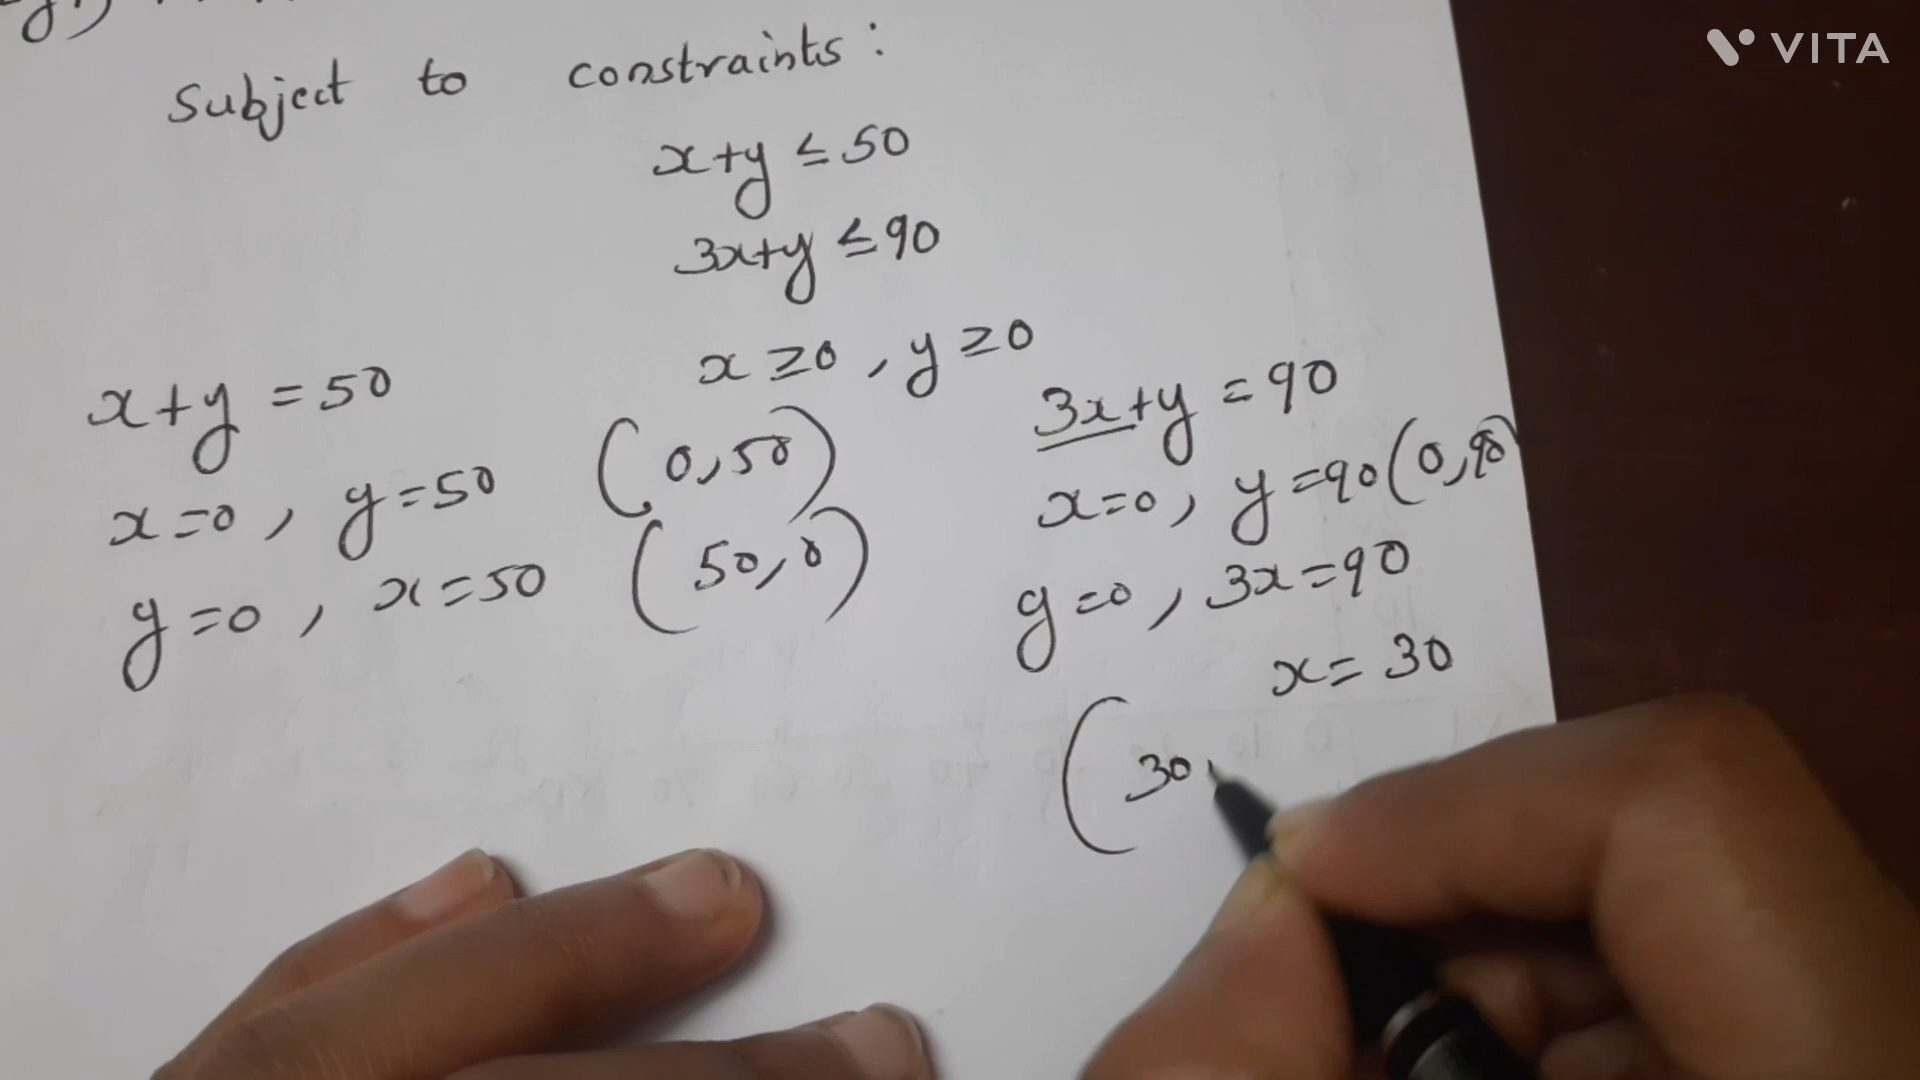 VITA
Subject to constraints:
x+y ≤ 50
3x+y ≤ 90
x ≥ 0, y ≥ 0
x+y = 50
x=0, y=50 (0,50)
y=0, x=50 (50,0)
3x+y = 90
x=0, y=90 (0,90)
y=0, 3x=90
x= 30
(30,